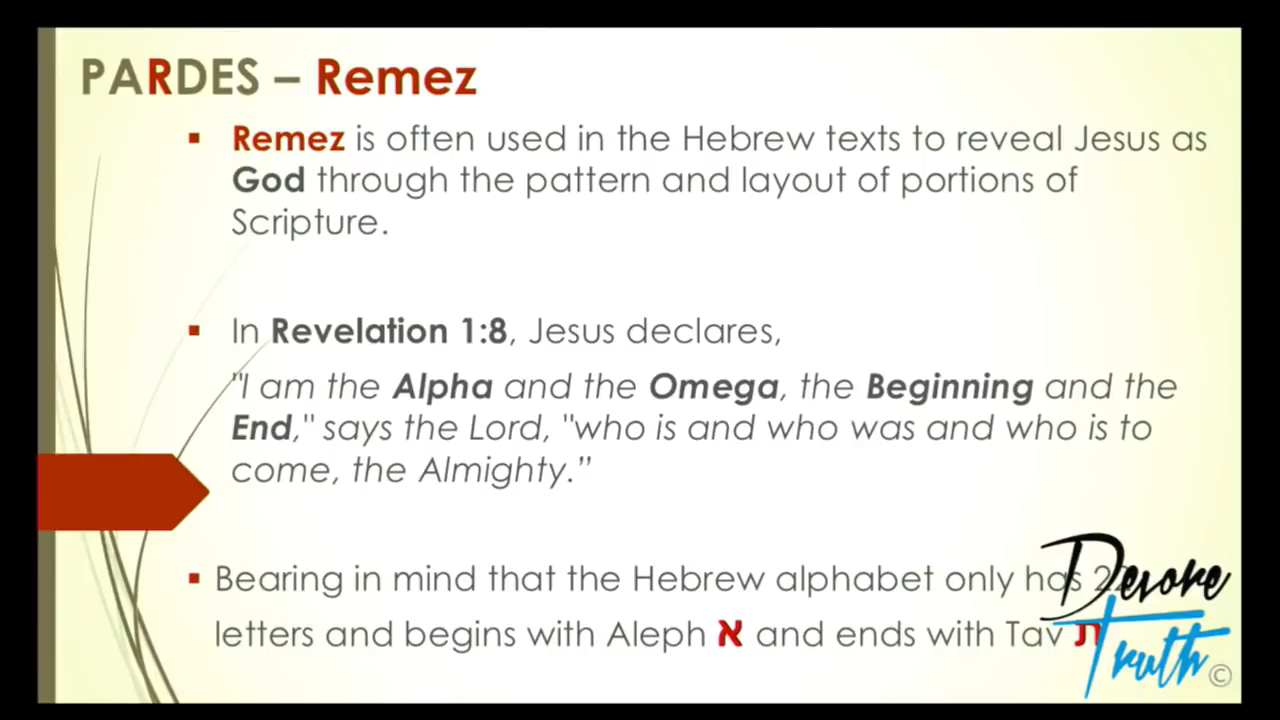 PARDES – Remez
Remez is often used in the Hebrew texts to reveal Jesus as
God through the pattern and layout of portions of
Scripture.
In Revelation 1:8, Jesus declares,
"I am the Alpha and the Omega, the Beginning and the
End," says the Lord, "who is and who was and who is to
come, the Almighty.”
Bearing in mind that the Hebrew alphabet only has
letters and begins with Aleph א and ends with Tav ת
Devore
Truth ©